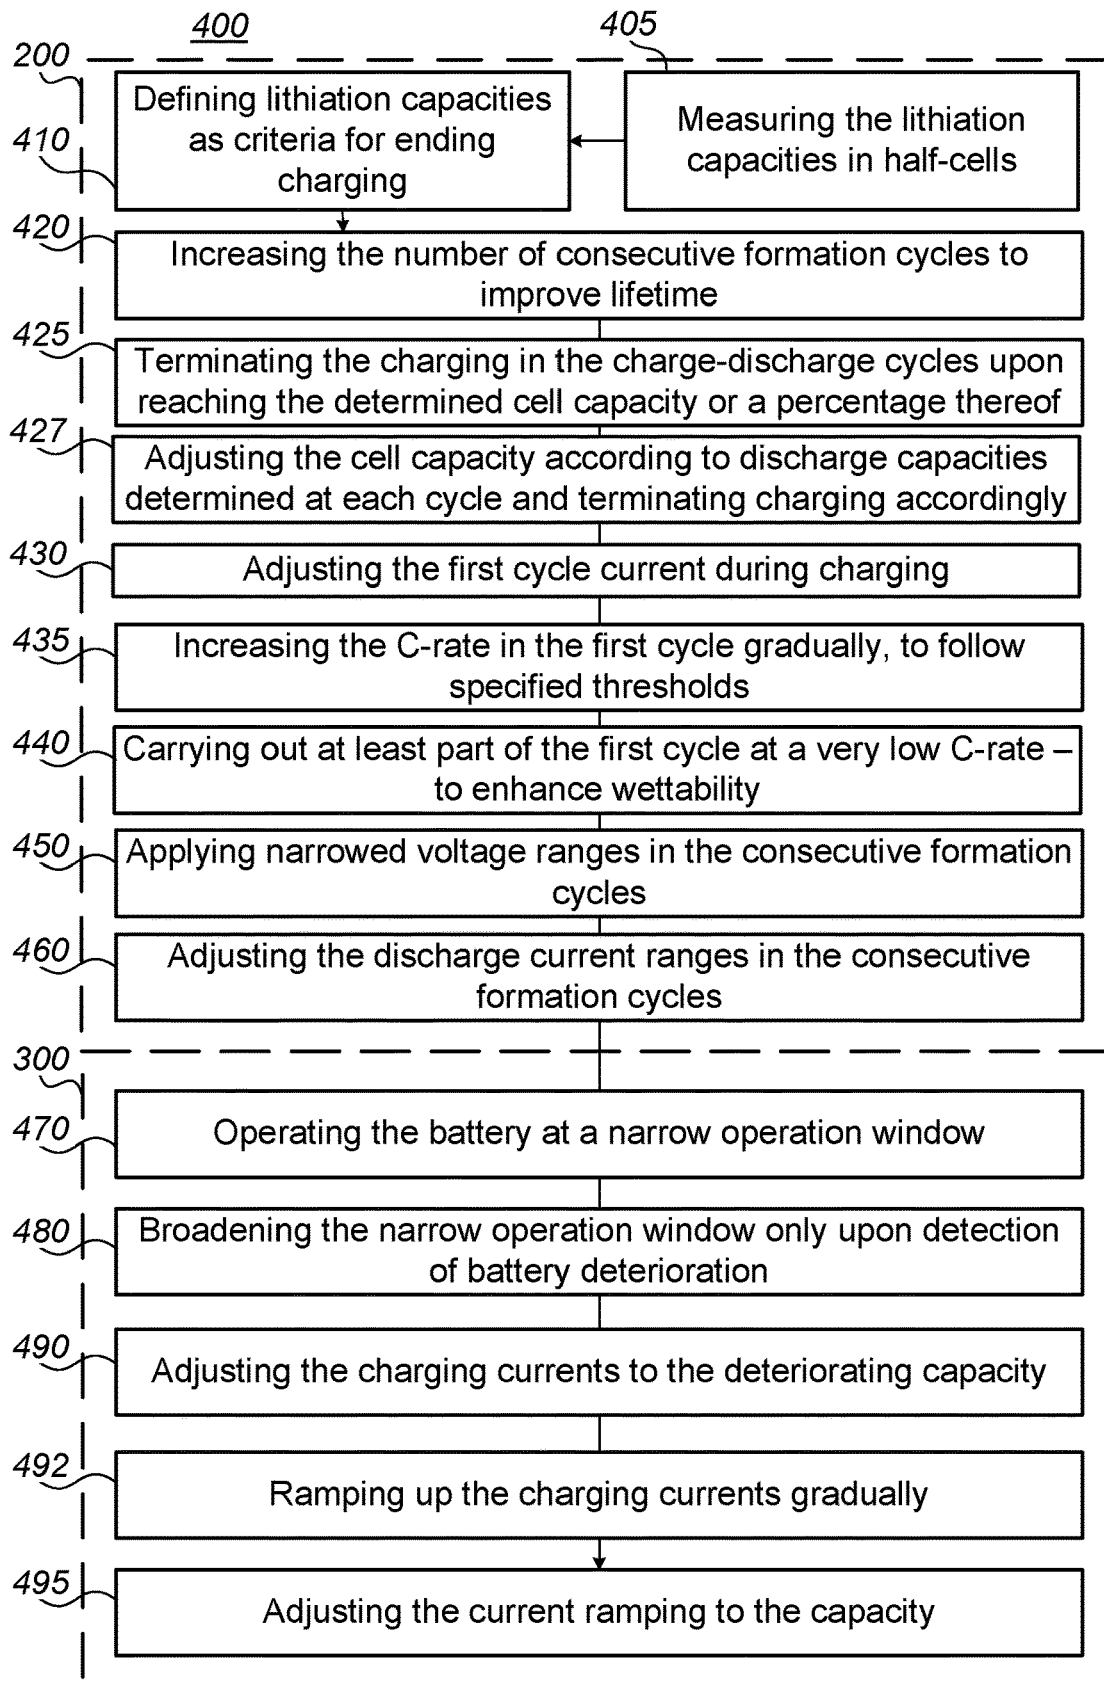 400
405
200
Defining lithiation capacities
as criteria for ending
charging
410
Measuring the lithiation
capacities in half-cells
420
Increasing the number of consecutive formation cycles to
improve lifetime
425
Terminating the charging in the charge-discharge cycles upon
reaching the determined cell capacity or a percentage thereof
427
Adjusting the cell capacity according to discharge capacities
determined at each cycle and terminating charging accordingly
430
Adjusting the first cycle current during charging
435
Increasing the C-rate in the first cycle gradually, to follow
specified thresholds
440
Carrying out at least part of the first cycle at a very low C-rate –
to enhance wettability
450
Applying narrowed voltage ranges in the consecutive formation
cycles
460
Adjusting the discharge current ranges in the consecutive
formation cycles
300
470
Operating the battery at a narrow operation window
480
Broadening the narrow operation window only upon detection
of battery deterioration
490
Adjusting the charging currents to the deteriorating capacity
492
Ramping up the charging currents gradually
495
Adjusting the current ramping to the capacity